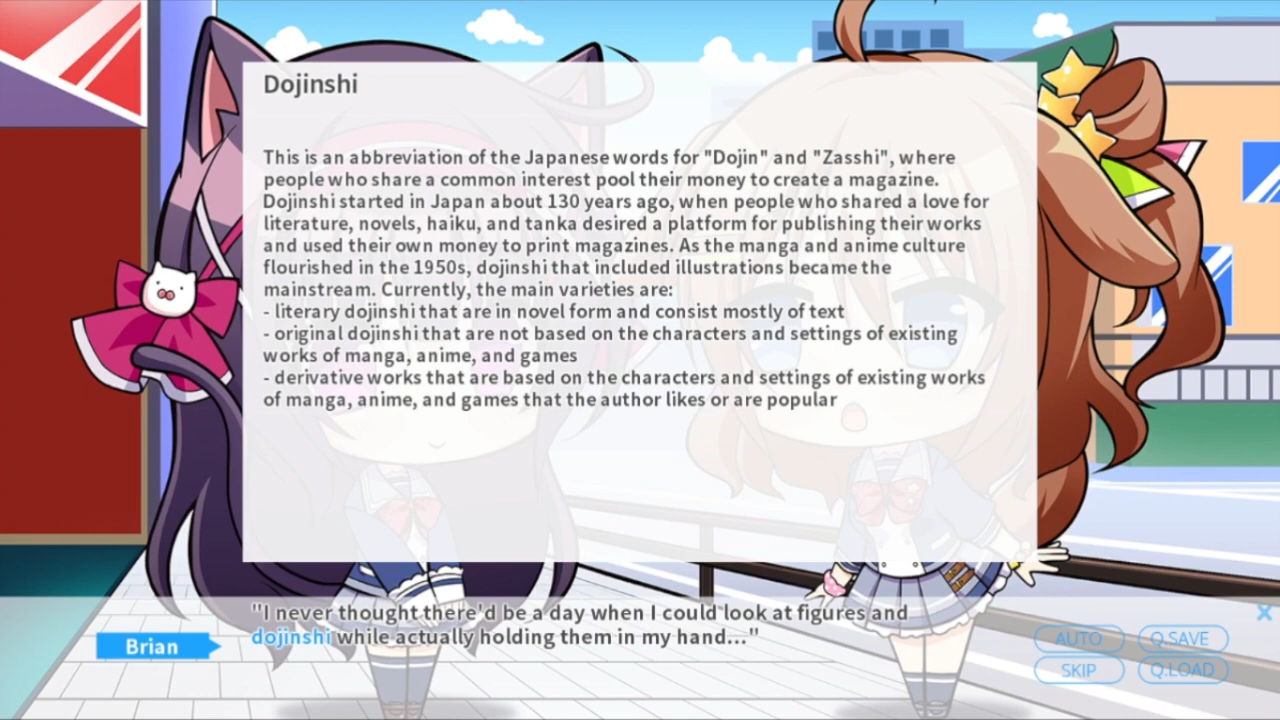 Dojinshi
This is an abbreviation of the Japanese words for "Dojin" and "Zasshi", where
people who share a common interest pool their money to create a magazine.
Dojinshi started in Japan about 130 years ago, when people who shared a love for
literature, novels, haiku, and tanka desired a platform for publishing their works
and used their own money to print magazines. As the manga and anime culture
flourished in the 1950s, dojinshi that included illustrations became the
mainstream. Currently, the main varieties are:
- literary dojinshi that are in novel form and consist mostly of text
- original dojinshi that are not based on the characters and settings of existing
works of manga, anime, and games
- derivative works that are based on the characters and settings of existing works
of manga, anime, and games that the author likes or are popular
"I never thought there'd be a day when I could look at figures and
dojinshi while actually holding them in my hand..."
Brian
AUTO
Q.SAVE
SKIP
Q.LOAD